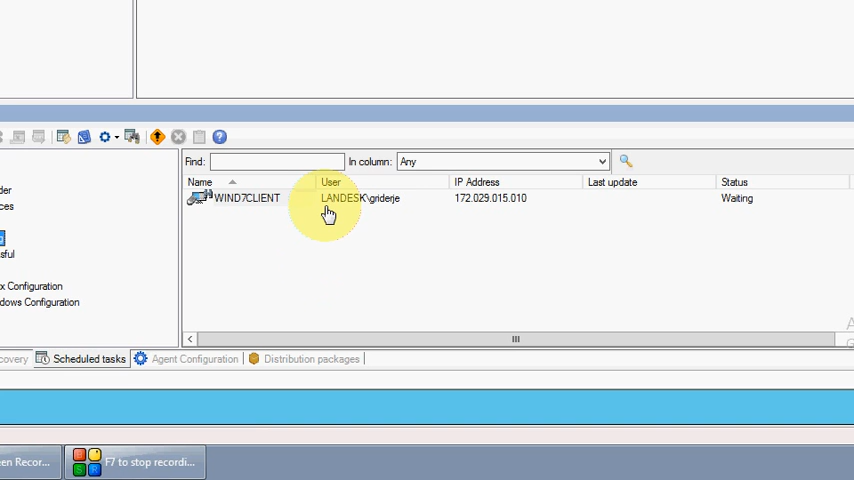 Find: In column: Any
Name User IP Address Last update Status
WIND7CLIENT LANDESK\griderje 172.029.015.010 Waiting
der
ces
sful
x Configuration
dows Configuration
covery Scheduled tasks Agent Configuration Distribution packages
en Recor... F7 to stop recordi...